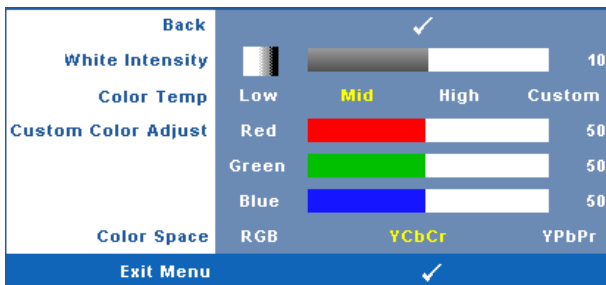 Back
White Intensity 10
Color Temp Low Mid High Custom
Custom Color Adjust Red 50
Green 50
Blue 50
Color Space RGB YCbCr YPbPr
Exit Menu